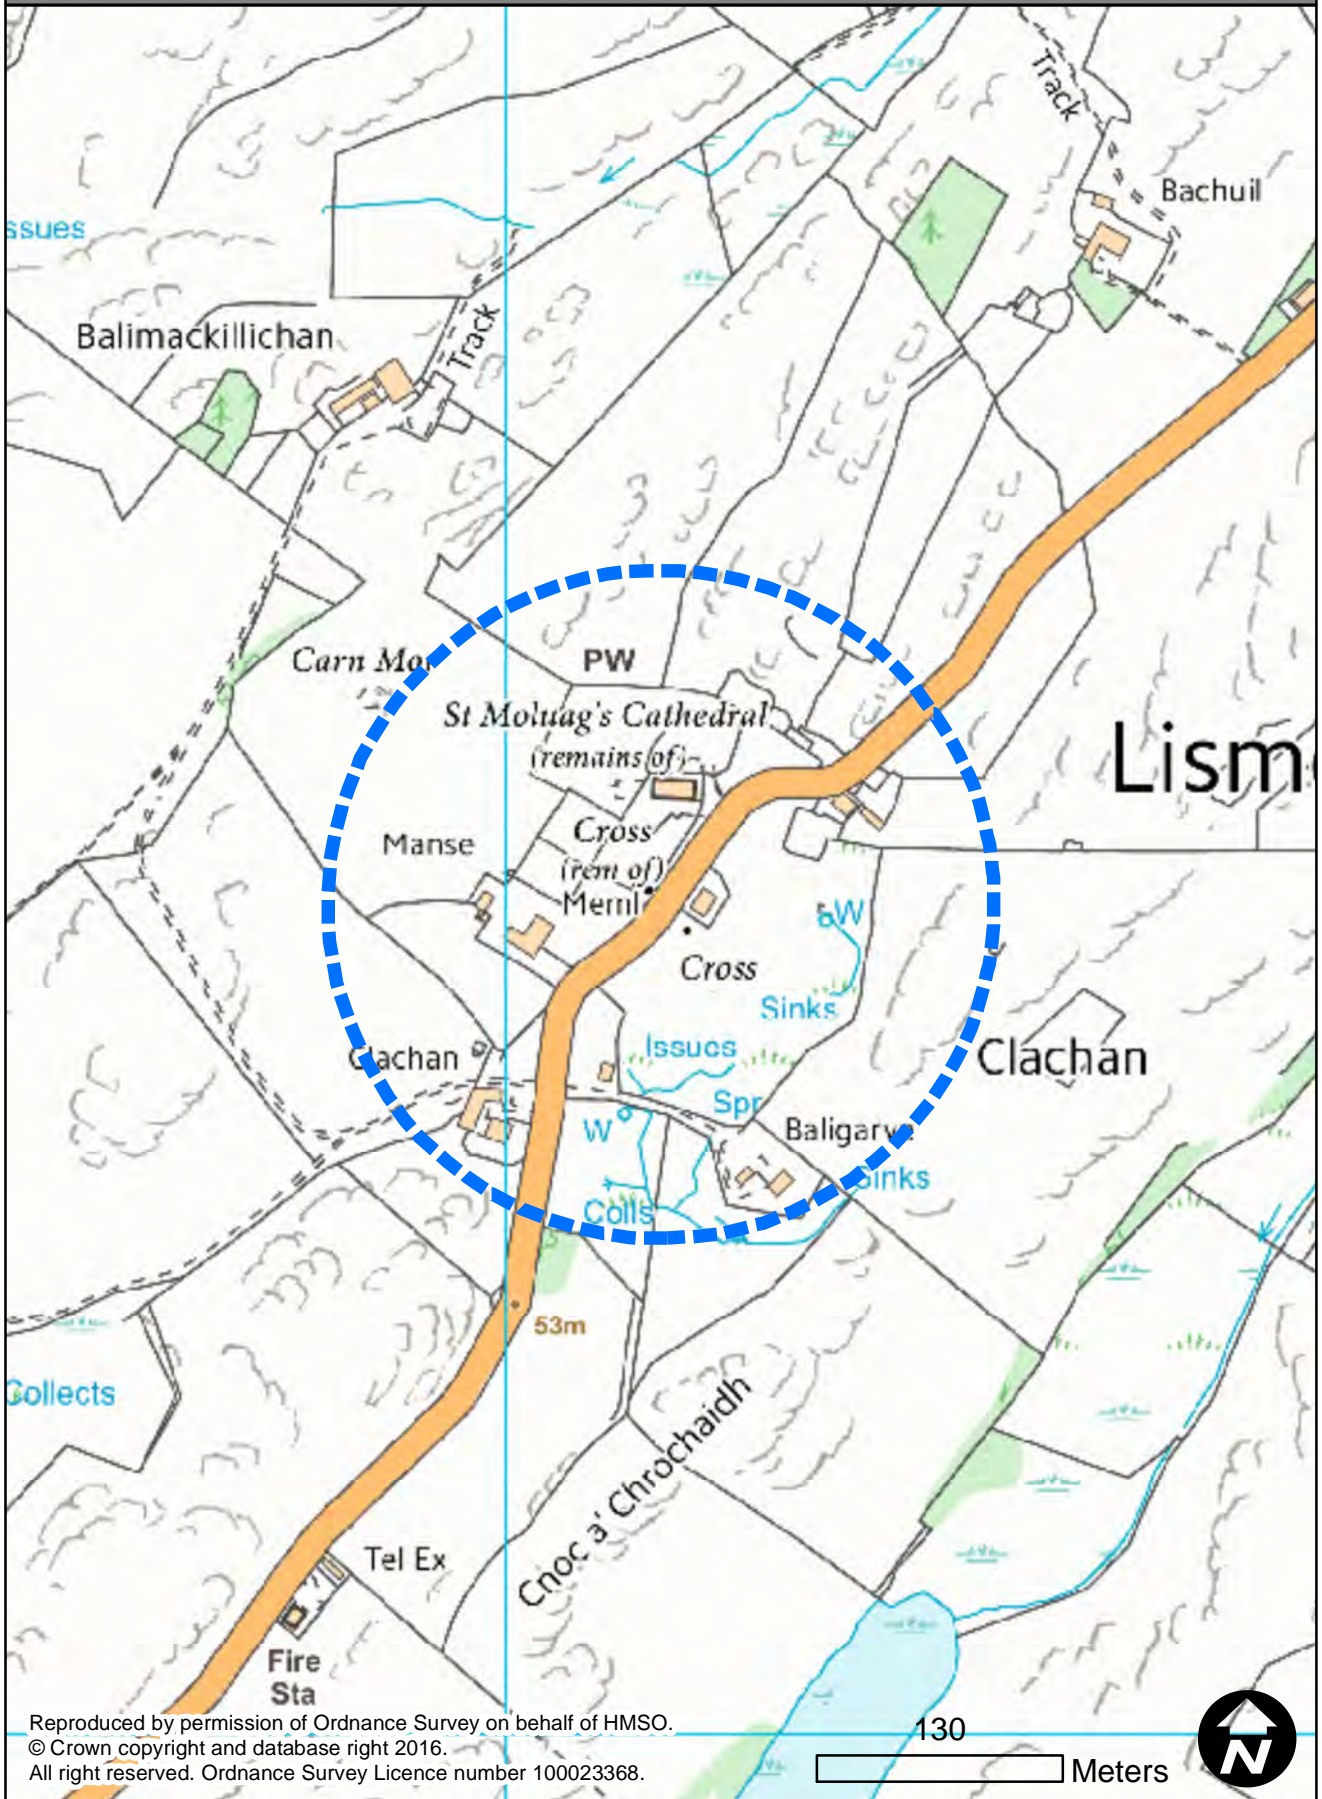 Track
Bachuil
ssues
Balimackillichan
Track
PW
Carn Mor
St Moluag's Cathedral
(remains of)
Lism
Cross
(rem of)
Manse
Meml
W
Cross
Sinks
Issues
Clachan
Clachan
Spr
W
Baligarve
Sinks
Colls
53m
Collects
Cnoc a' Chrochaidh
Tel Ex
Fire
Sta
Reproduced by permission of Ordnance Survey on behalf of HMSO.
© Crown copyright and database right 2016.
All right reserved. Ordnance Survey Licence number 100023368.
130
Meters
N